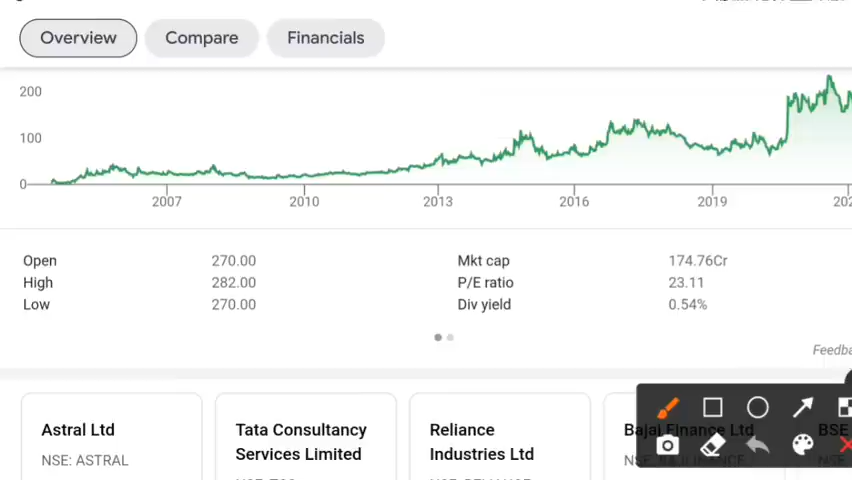 Overview Compare Financials
200
100
0
2007 2010 2013 2016 2019
Open 270.00 Mkt cap 174.76Cr
High 282.00 P/E ratio 23.11
Low 270.00 Div yield 0.54%
Astral Ltd
NSE: ASTRAL
Tata Consultancy
Services Limited
Reliance
Industries Ltd
Bajaj Finance Ltd
BSE